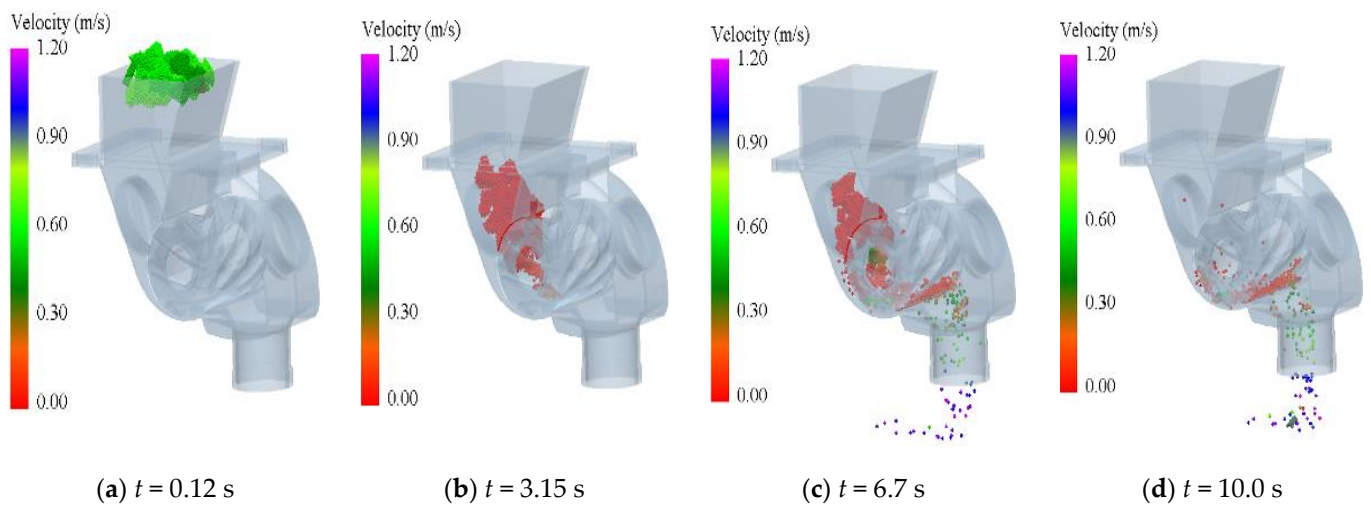 Velocity (m/s)
1.20
0.90
0.60
0.30
0.00
(a) t = 0.12 s
Velocity (m/s)
1.20
0.90
0.60
0.30
0.00
(b) t = 3.15 s
Velocity (m/s)
1.20
0.90
0.60
0.30
0.00
(c) t = 6.7 s
Velocity (m/s)
1.20
0.90
0.60
0.30
0.00
(d) t = 10.0 s